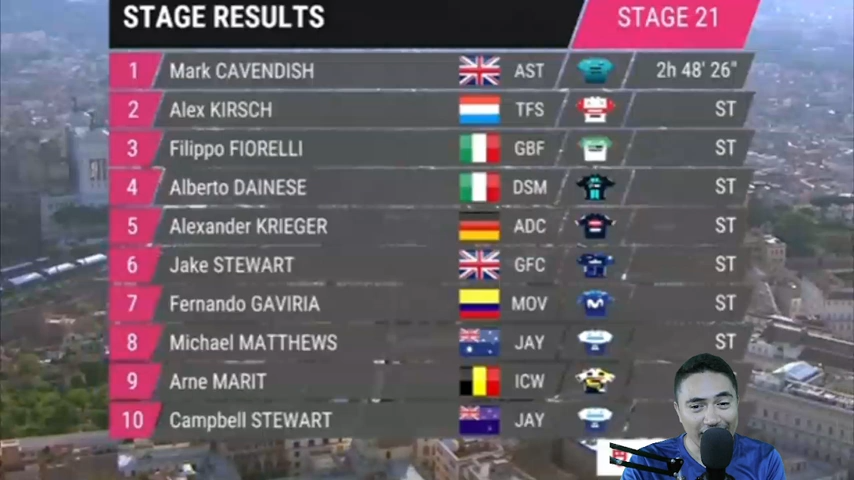 STAGE RESULTS STAGE 21
1 Mark CAVENDISH AST 2h 48' 26"
2 Alex KIRSCH TFS ST
3 Filippo FIORELLI GBF ST
4 Alberto DAINESE DSM ST
5 Alexander KRIEGER ADC ST
6 Jake STEWART GFC ST
7 Fernando GAVIRIA MOV ST
8 Michael MATTHEWS JAY ST
9 Arne MARIT ICW
10 Campbell STEWART JAY